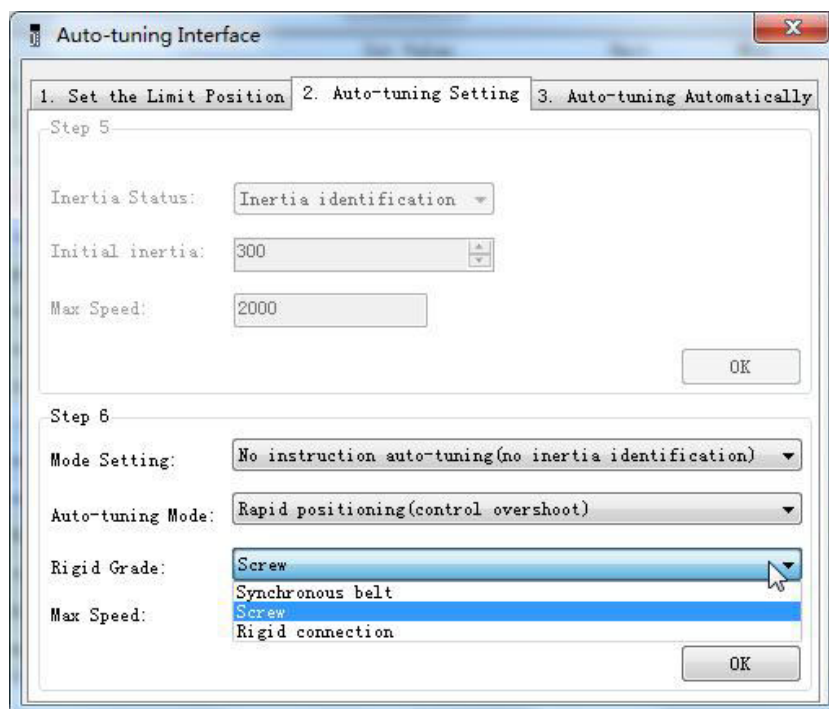 Auto-tuning Interface
1. Set the Limit Position 2. Auto-tuning Setting 3. Auto-tuning Automatically
Step 5
Inertia Status: Inertia identification
Initial inertia: 300
Max Speed: 2000
OK
Step 6
Mode Setting: No instruction auto-tuning(no inertia identification)
Auto-tuning Mode: Rapid positioning(control overshoot)
Rigid Grade: Screw
Synchronous belt
Max Speed: Screw
Rigid connection
OK